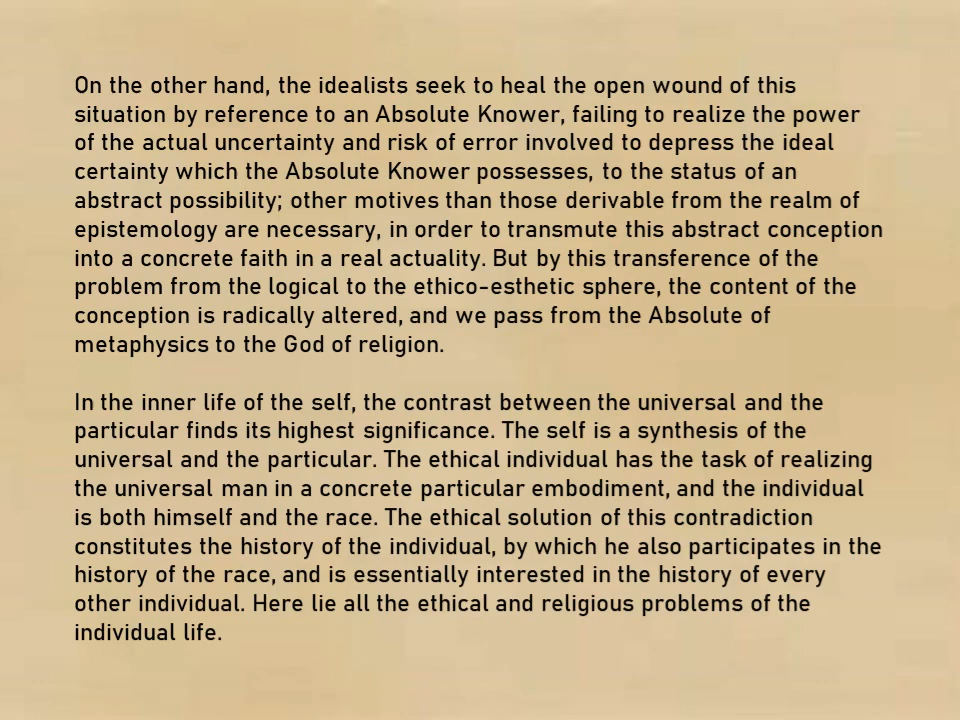 On the other hand, the idealists seek to heal the open wound of this
situation by reference to an Absolute Knower, failing to realize the power
of the actual uncertainty and risk of error involved to depress the ideal
certainty which the Absolute Knower possesses, to the status of an
abstract possibility; other motives than those derivable from the realm of
epistemology are necessary, in order to transmute this abstract conception
into a concrete faith in a real actuality. But by this transference of the
problem from the logical to the ethico-esthetic sphere, the content of the
conception is radically altered, and we pass from the Absolute of
metaphysics to the God of religion.

In the inner life of the self, the contrast between the universal and the
particular finds its highest significance. The self is a synthesis of the
universal and the particular. The ethical individual has the task of realizing
the universal man in a concrete particular embodiment, and the individual
is both himself and the race. The ethical solution of this contradiction
constitutes the history of the individual, by which he also participates in the
history of the race, and is essentially interested in the history of every
other individual. Here lie all the ethical and religious problems of the
individual life.